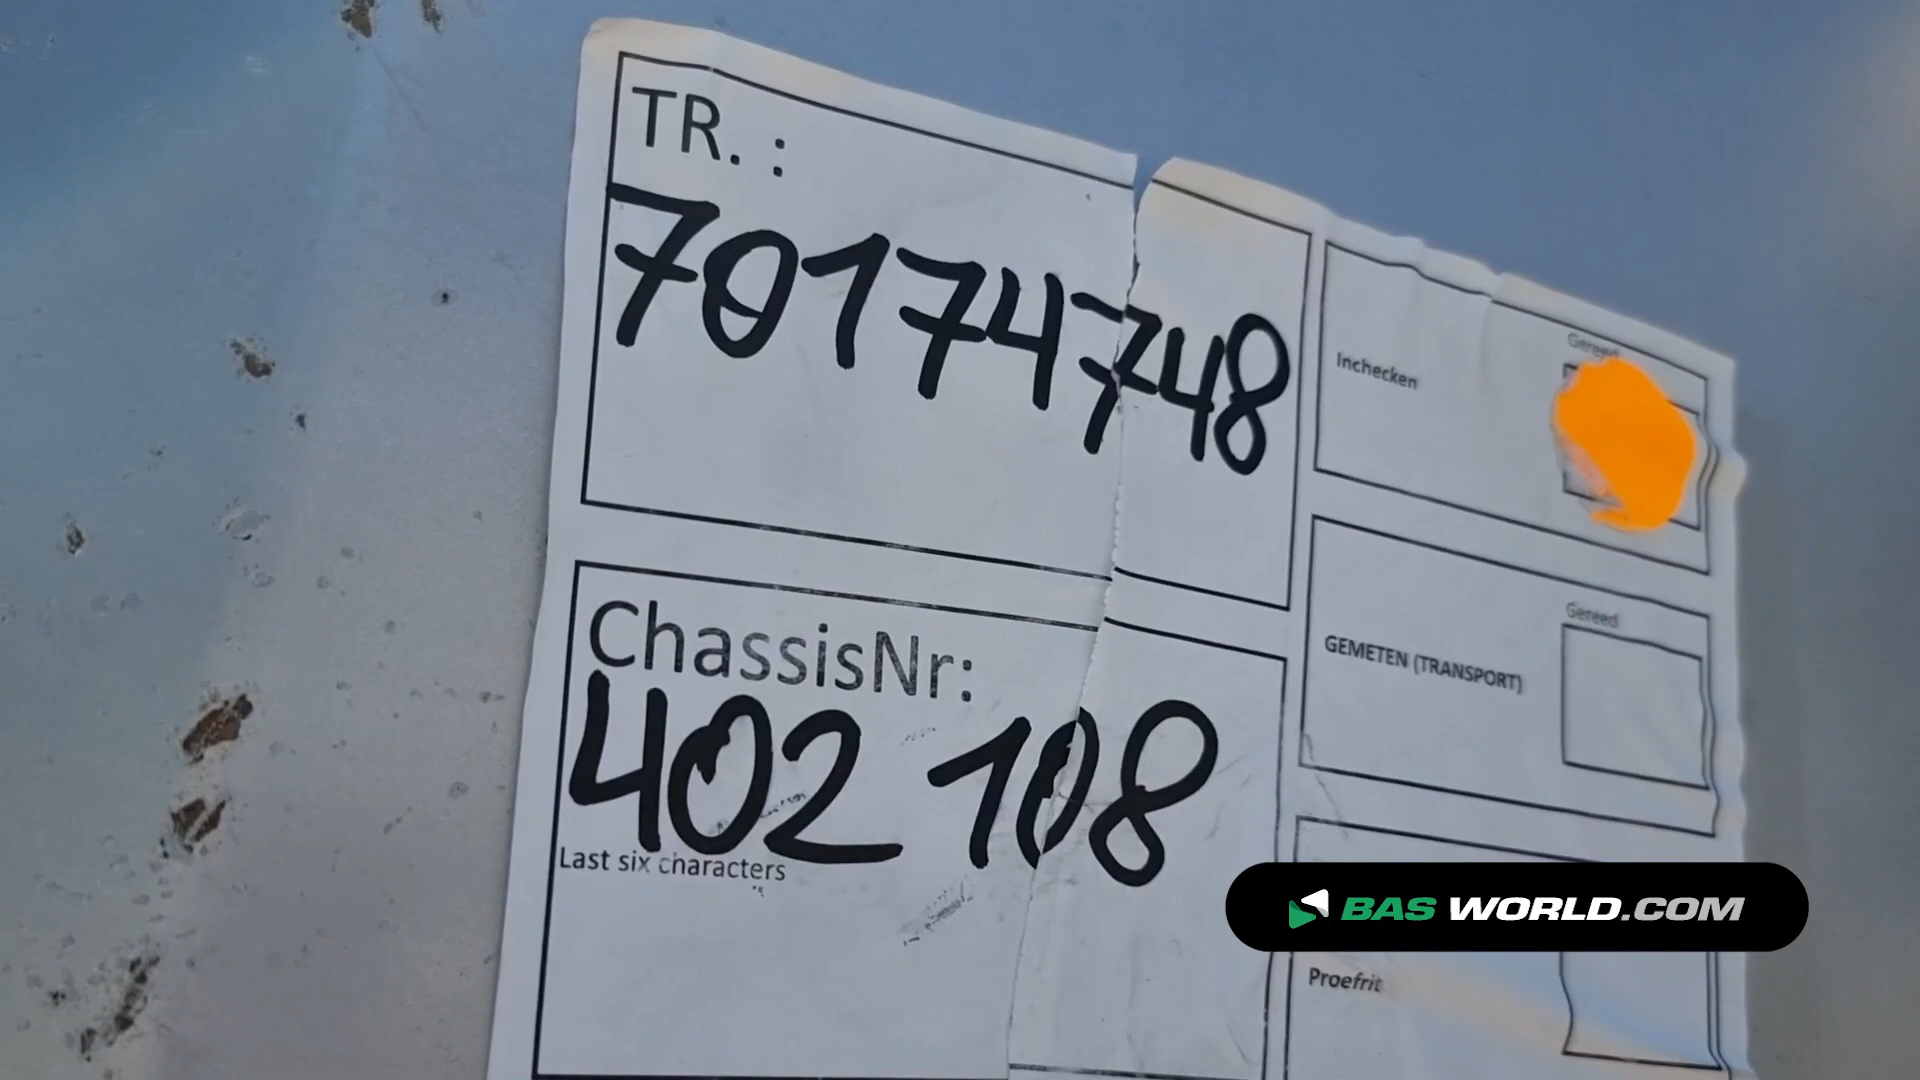 TR. :
70174748
ChassisNr:
402 108
Last six characters
Gereed
Inchecken
Gereed
GEMETEN (TRANSPORT)
Proefrit
BAS WORLD.COM